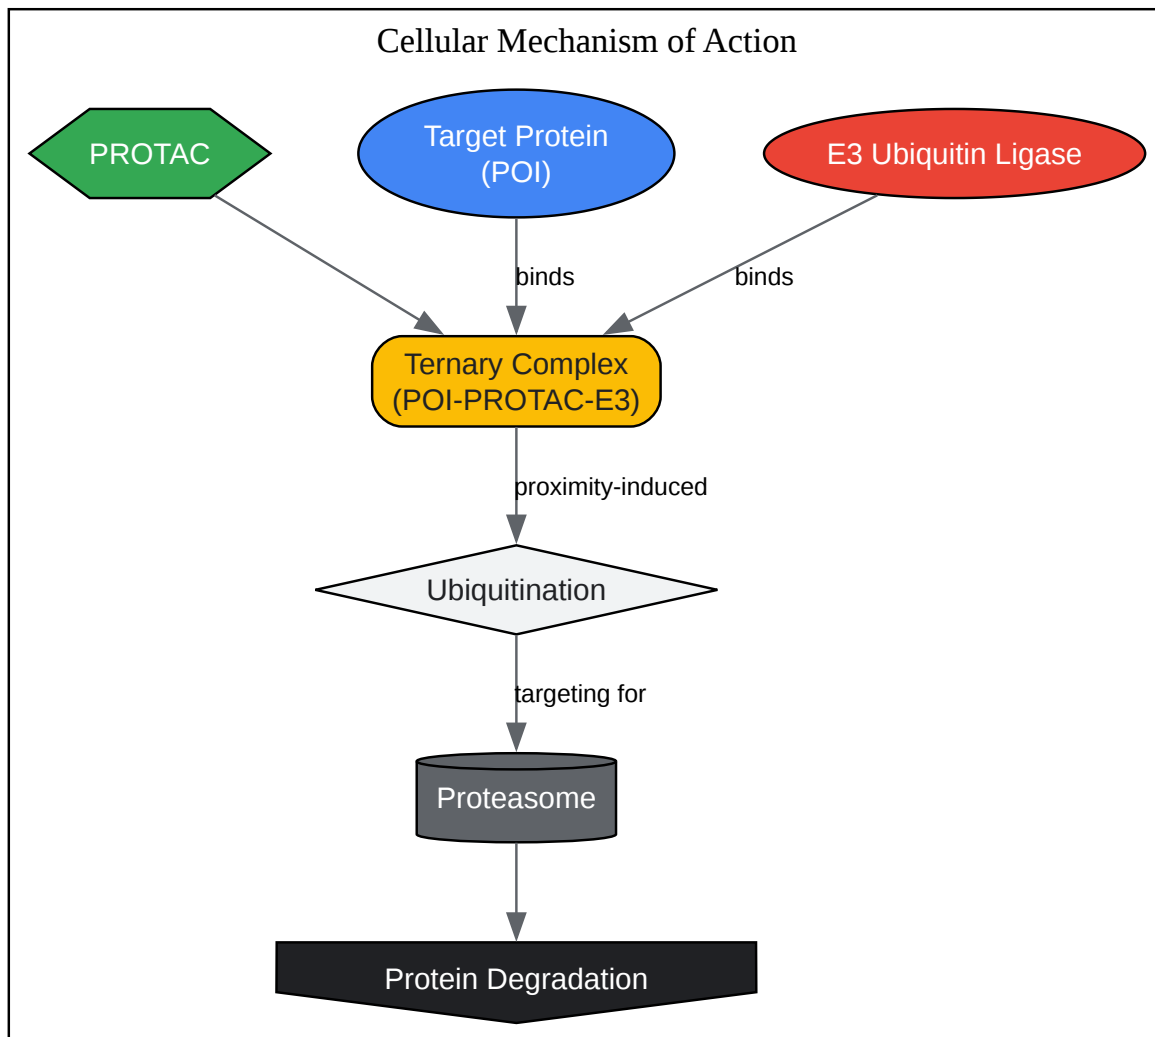 Cellular Mechanism of Action
PROTAC
Target Protein
(POI)
E3 Ubiquitin Ligase
binds
binds
Ternary Complex
(POI-PROTAC-E3)
proximity-induced
Ubiquitination
targeting for
Proteasome
Protein Degradation